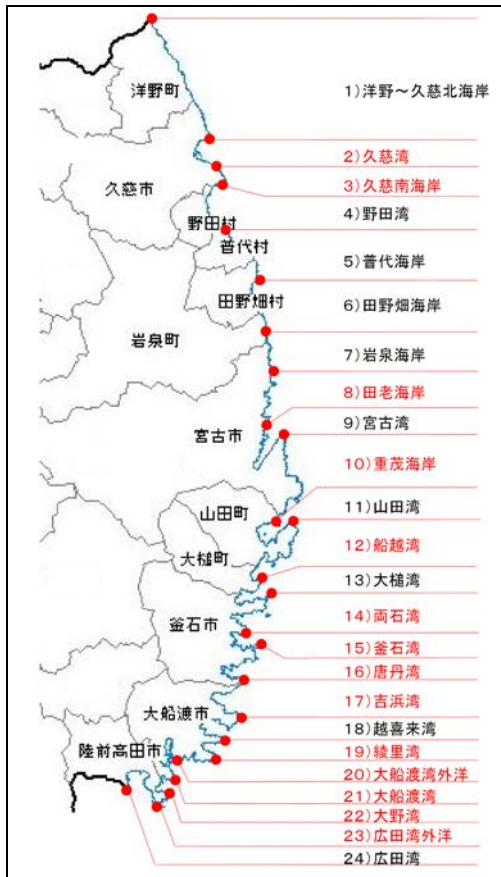 洋野町
久慈市
野田村
普代村
田野畑村
岩泉町
宮古市
山田町
大槌町
釜石市
大船渡市
陸前高田市
1)洋野～久慈北海岸
2)久慈湾
3)久慈南海岸
4)野田湾
5)普代海岸
6)田野畑海岸
7)岩泉海岸
8)田老海岸
9)宮古湾
10)重茂海岸
11)山田湾
12)船越湾
13)大槌湾
14)両石湾
15)釜石湾
16)唐丹湾
17)吉浜湾
18)越喜来湾
19)綾里湾
20)大船渡湾外洋
21)大船渡湾
22)大野湾
23)広田湾外洋
24)広田湾